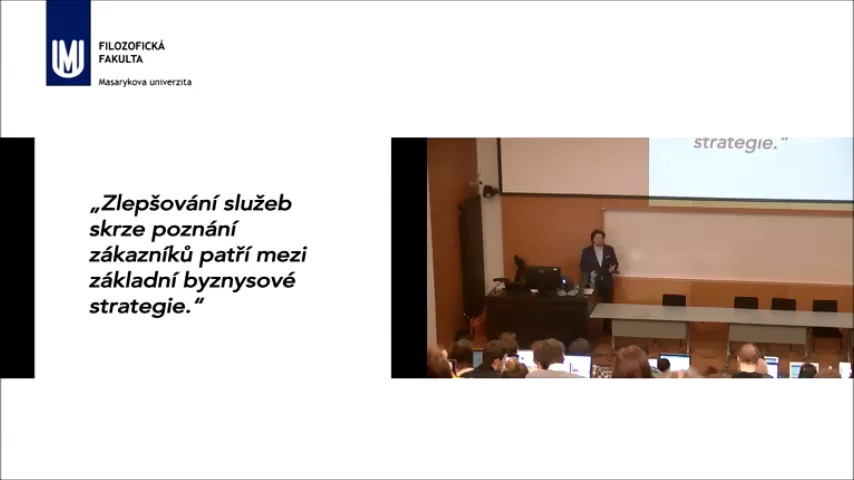 FILOZOFICKÁ
FAKULTA
Masarykova univerzita
„Zlepšování služeb
skrze poznání
zákazníků patří mezi
základní byznysové
strategie.“
strategie.“